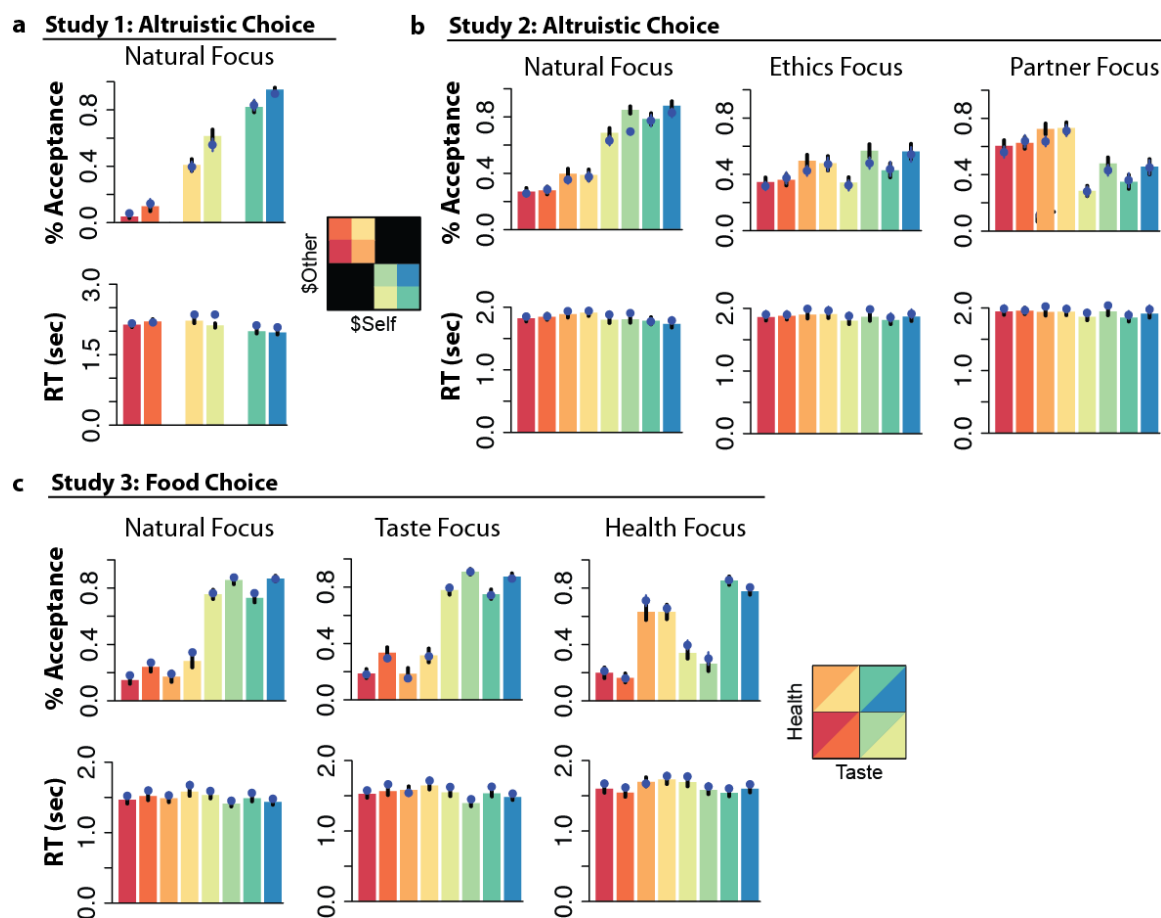 a Study 1: Altruistic Choice
Natural Focus
% Acceptance
0.8
0.4
0.0
RT (sec)
3.0
1.5
0.0
$Other
$Self
b Study 2: Altruistic Choice
Natural Focus Ethics Focus Partner Focus
% Acceptance
0.8 0.8 0.8
0.4 0.4 0.4
0.0 0.0 0.0
RT (sec)
2.0 2.0 2.0
1.0 1.0 1.0
0.0 0.0 0.0
c Study 3: Food Choice
Natural Focus Taste Focus Health Focus
% Acceptance
0.8 0.8 0.8
0.4 0.4 0.4
0.0 0.0 0.0
RT (sec)
2.0 2.0 2.0
1.0 1.0 1.0
0.0 0.0 0.0
Health
Taste